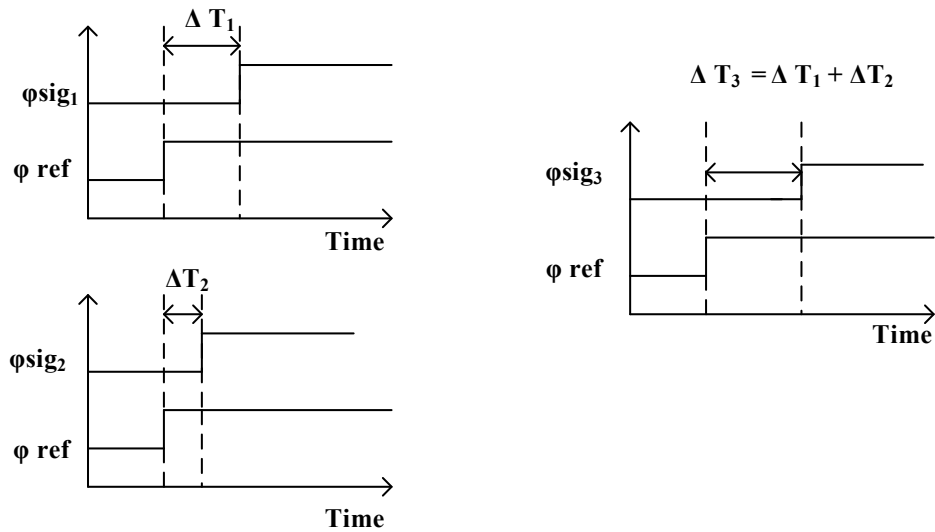 Δ T₁
φsig₁
φ ref
Time
ΔT₂
φsig₂
φ ref
Time
Δ T₃ = Δ T₁ + ΔT₂
φsig₃
φ ref
Time